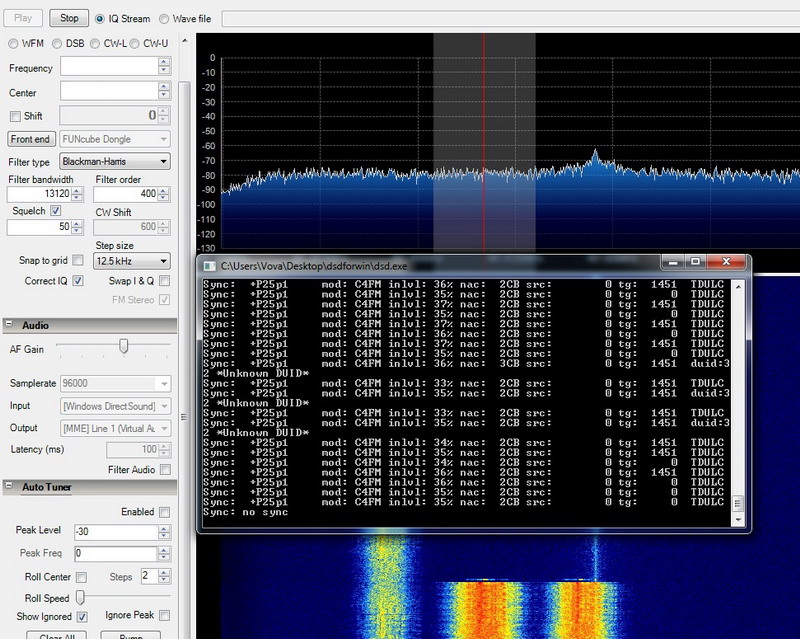 Play Stop IQ Stream Wave file
WFM DSB CW-L CW-U
Frequency
Center
Shift 0
Front end FUNcube Dongle
Filter type Blackman-Harris
Filter bandwidth Filter order
13120 400
Squelch CW Shift
50 600
Step size
Snap to grid 12.5 kHz
Correct IQ Swap I & Q
FM Stereo
Audio
AF Gain
Samplerate 96000
Input [Windows DirectSound]
Output [MME] Line 1 (Virtual Au
Latency (ms) 100
Filter Audio
Auto Tuner
Enabled
Peak Level -30
Peak Freq 0
Roll Center Steps 2
Roll Speed
Show Ignored Ignore Peak
Clear All Bump
0
-10
-20
-30
-40
-50
-60
-70
-80
-90
-100
-110
-120
-130
C:\Users\Vova\Desktop\dsdforwin\dsd.exe
Sync: +P25p1 mod: C4FM inlvl: 36% nac: 2CB src: 0 tg: 1451 TDULC
Sync: +P25p1 mod: C4FM inlvl: 35% nac: 2CB src: 0 tg: 0 TDULC
Sync: +P25p1 mod: C4FM inlvl: 37% nac: 2CB src: 0 tg: 1451 TDULC
Sync: +P25p1 mod: C4FM inlvl: 35% nac: 2CB src: 0 tg: 0 TDULC
Sync: +P25p1 mod: C4FM inlvl: 37% nac: 2CB src: 0 tg: 1451 TDULC
Sync: +P25p1 mod: C4FM inlvl: 36% nac: 2CB src: 0 tg: 0 TDULC
Sync: +P25p1 mod: C4FM inlvl: 37% nac: 2CB src: 0 tg: 1451 TDULC
Sync: +P25p1 mod: C4FM inlvl: 35% nac: 2CB src: 0 tg: 0 TDULC
Sync: +P25p1 mod: C4FM inlvl: 36% nac: 2CB src: 0 tg: 1451 duid:3
2 *Unknown DUID*
Sync: +P25p1 mod: C4FM inlvl: 33% nac: 2CB src: 0 tg: 1451 TDULC
Sync: +P25p1 mod: C4FM inlvl: 35% nac: 2CB src: 0 tg: 1451 duid:3
2 *Unknown DUID*
Sync: +P25p1 mod: C4FM inlvl: 33% nac: 2CB src: 0 tg: 1451 TDULC
Sync: +P25p1 mod: C4FM inlvl: 35% nac: 2CB src: 0 tg: 1451 duid:3
2 *Unknown DUID*
Sync: +P25p1 mod: C4FM inlvl: 34% nac: 2CB src: 0 tg: 1451 TDULC
Sync: +P25p1 mod: C4FM inlvl: 35% nac: 2CB src: 0 tg: 1451 TDULC
Sync: +P25p1 mod: C4FM inlvl: 34% nac: 2CB src: 0 tg: 0 TDULC
Sync: +P25p1 mod: C4FM inlvl: 36% nac: 2CB src: 0 tg: 1451 TDULC
Sync: +P25p1 mod: C4FM inlvl: 36% nac: 2CB src: 0 tg: 0 TDULC
Sync: +P25p1 mod: C4FM inlvl: 35% nac: 2CB src: 0 tg: 0 TDULC
Sync: +P25p1 mod: C4FM inlvl: 35% nac: 2CB src: 0 tg: 0 TDULC
Sync: no sync